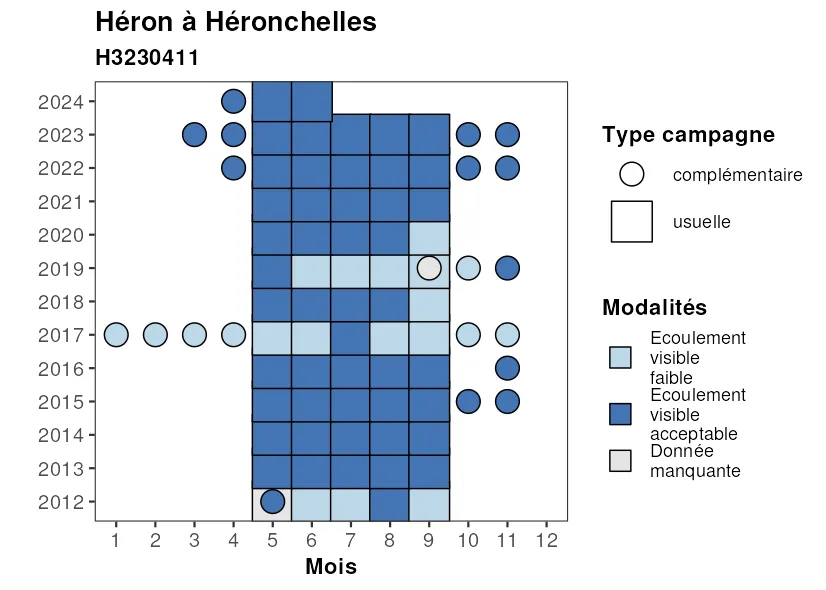 Héron à Héronchelles
H3230411
2024
2023
2022
2021
2020
2019
2018
2017
2016
2015
2014
2013
2012
1 2 3 4 5 6 7 8 9 10 11 12
Mois
Type campagne
complémentaire
usuelle
Modalités
Ecoulement
visible
faible
Ecoulement
visible
acceptable
Donnée
manquante